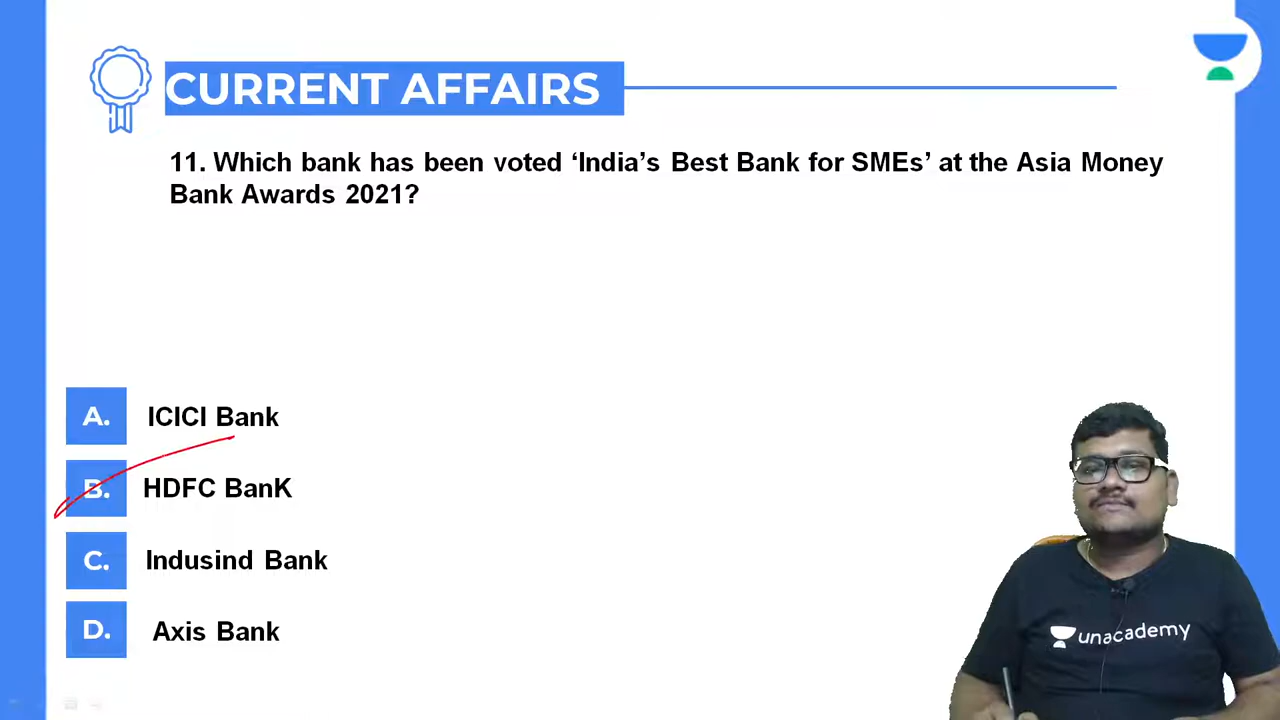 CURRENT AFFAIRS
11. Which bank has been voted ‘India’s Best Bank for SMEs’ at the Asia Money
Bank Awards 2021?
A. ICICI Bank
B. HDFC BanK
C. Indusind Bank
D. Axis Bank
unacademy